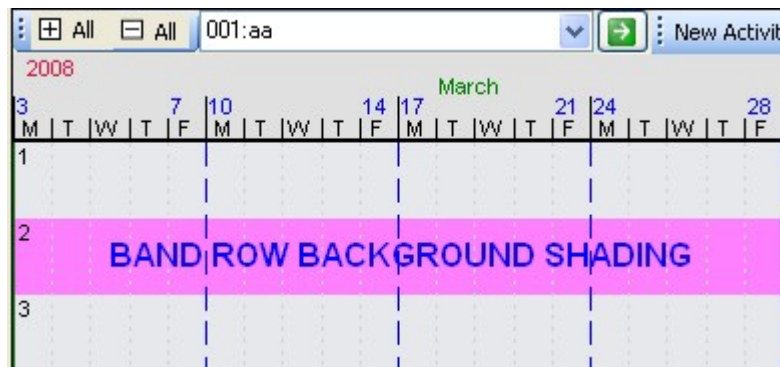 All All 001:aa New Activit
2008
March
3 7 10 14 17 21 24 28
M T W T F M T W T F M T W T F M T W T F
1
2 BAND ROW BACKGROUND SHADING
3